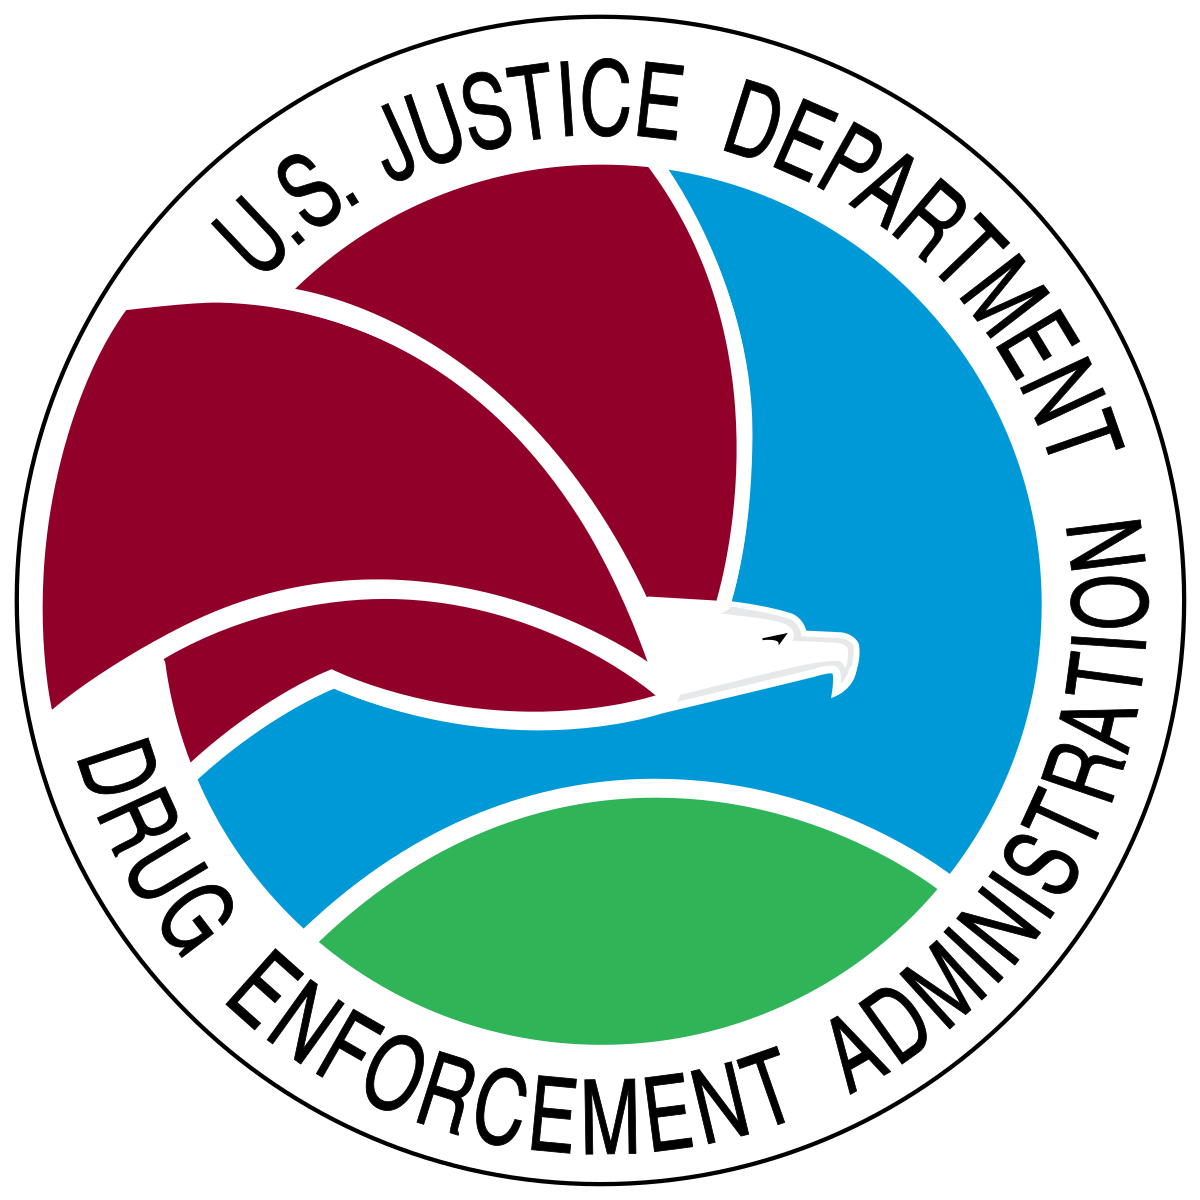 U.S. JUSTICE DEPARTMENT
DRUG ENFORCEMENT ADMINISTRATION